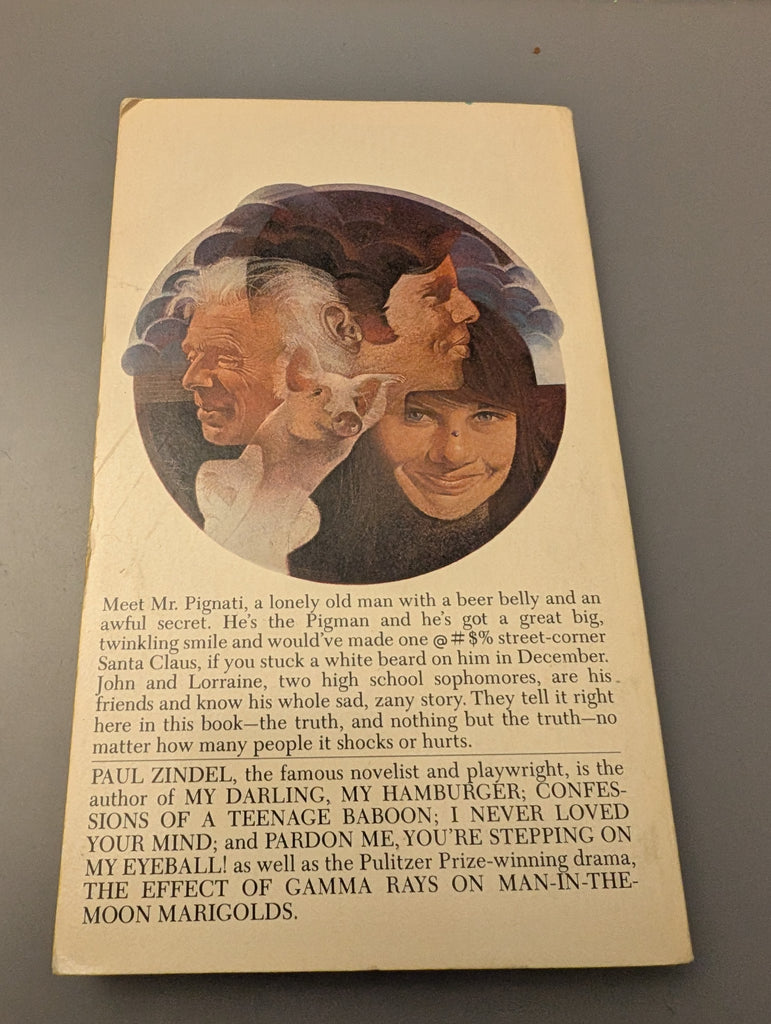 Meet Mr. Pignati, a lonely old man with a beer belly and an
awful secret. He's the Pigman and he's got a great big,
twinkling smile and would've made one @#$% street-corner
Santa Claus, if you stuck a white beard on him in December.
John and Lorraine, two high school sophomores, are his
friends and know his whole sad, zany story. They tell it right
here in this book—the truth, and nothing but the truth—no
matter how many people it shocks or hurts.
PAUL ZINDEL, the famous novelist and playwright, is the
author of MY DARLING, MY HAMBURGER; CONFES-
SIONS OF A TEENAGE BABOON; I NEVER LOVED
YOUR MIND; and PARDON ME, YOU'RE STEPPING ON
MY EYEBALL! as well as the Pulitzer Prize-winning drama,
THE EFFECT OF GAMMA RAYS ON MAN-IN-THE-
MOON MARIGOLDS.